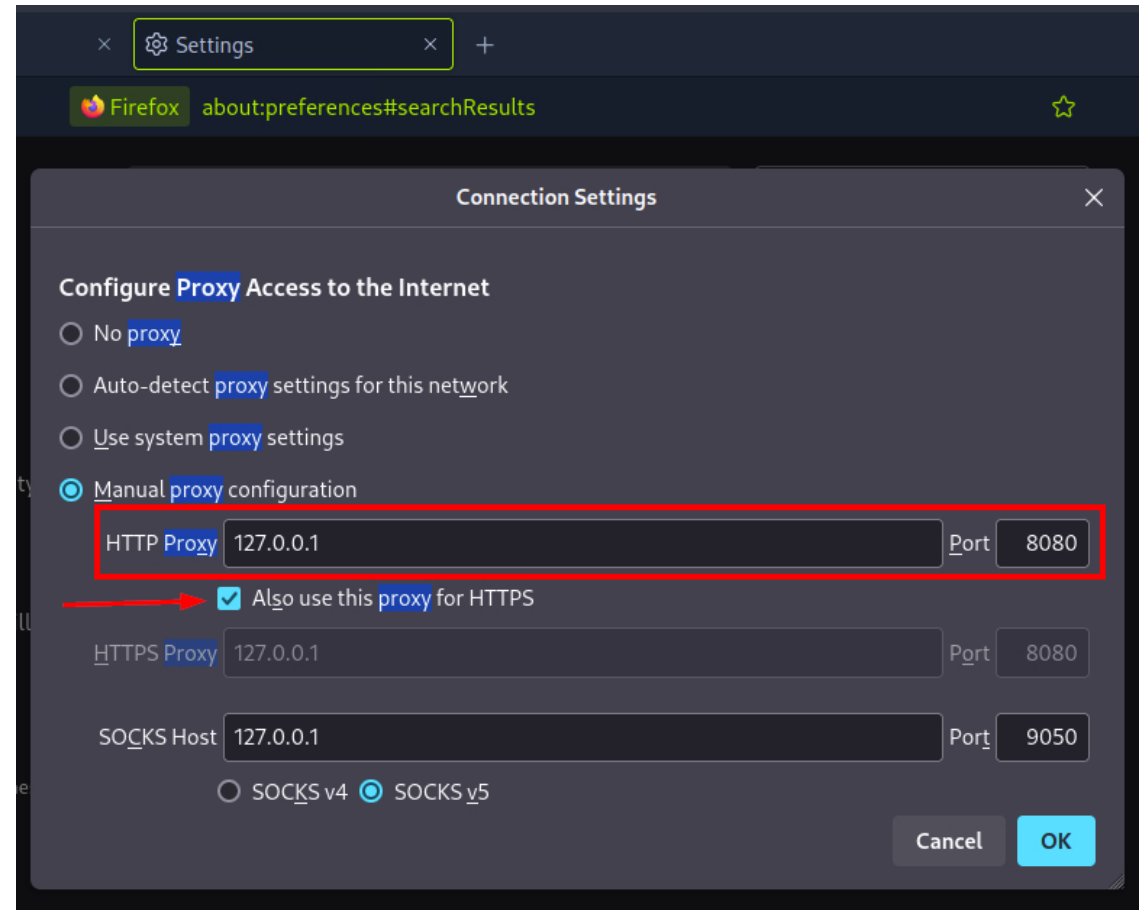 Settings
Firefox about:preferences#searchResults
Connection Settings
Configure Proxy Access to the Internet
No proxy
Auto-detect proxy settings for this network
Use system proxy settings
Manual proxy configuration
HTTP Proxy 127.0.0.1 Port 8080
Also use this proxy for HTTPS
HTTPS Proxy 127.0.0.1 Port 8080
SOCKS Host 127.0.0.1 Port 9050
SOCKS v4 SOCKS v5
Cancel OK